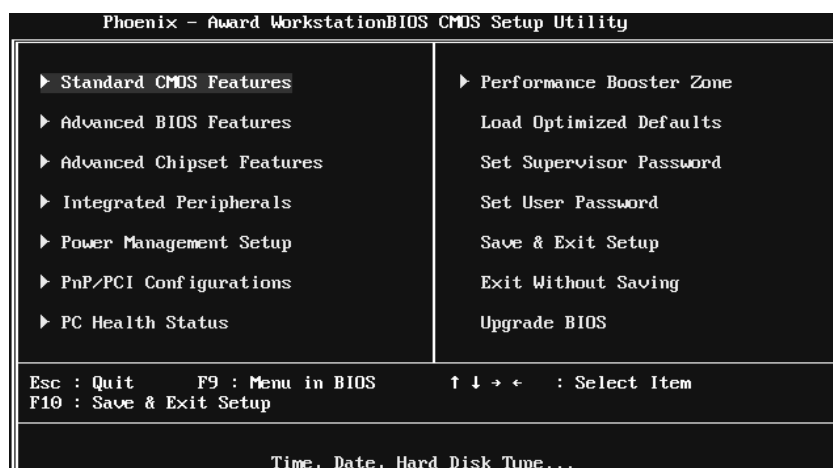 Phoenix - Award WorkstationBIOS CMOS Setup Utility
Standard CMOS Features
Advanced BIOS Features
Advanced Chipset Features
Integrated Peripherals
Power Management Setup
PnP/PCI Configurations
PC Health Status
Performance Booster Zone
Load Optimized Defaults
Set Supervisor Password
Set User Password
Save & Exit Setup
Exit Without Saving
Upgrade BIOS
Esc : Quit F9 : Menu in BIOS ↑ ↓ → ← : Select Item
F10 : Save & Exit Setup
Time, Date, Hard Disk Type...